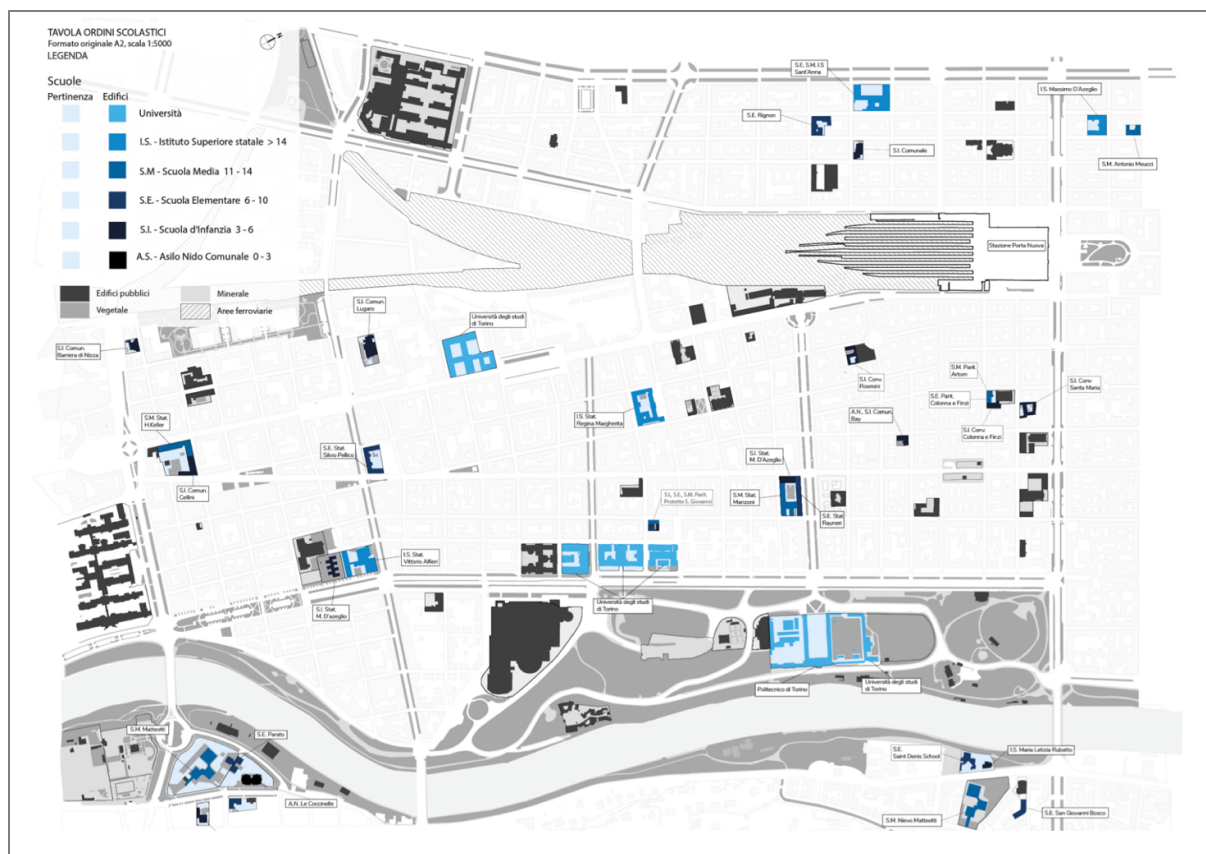 TAVOLA ORDINI SCOLASTICI
Formato originale A2, scala 1:5000
LEGENDA
N
Scuole
Pertinenza Edifici
Università
I.S. - Istituto Superiore statale > 14
S.M - Scuola Media 11 - 14
S.E. - Scuola Elementare 6 - 10
S.I. - Scuola d'Infanzia 3 - 6
A.S. - Asilo Nido Comunale 0 - 3
Edifici pubblici
Minerale
Vegetale
Aree ferroviarie
S.E, S.M, I.S
Sant'Anna
I.S. Massimo D'Azeglio
S.E. Rignon
S.I. Comunale
S.M. Antonio Meucci
Stazione Porta Nuova
S.I. Comun.
Lugaro
Università degli studi
di Torino
S.I. Comun.
Barriera di Nizza
S.I. Conv.
Rosmini
S.M. Parit.
Artom
S.I. Conv
Santa Maria
S.E. Parit.
Colonna e Finzi
S.I. Conv.
Colonna e Finzi
I.S. Stat.
Regina Margherita
A.N., S.I. Comun.
Bay
S.M. Stat.
H.Keller
S.E. Stat.
Silvio Pellico
S.I. Stat.
M. D'Azeglio
S.I. Comun.
Cellini
S.M. Stat.
Manzoni
S.I., S.E., S.M. Parit.
Protette S. Giovanni
S.E. Stat
Rayneri
I.S. Stat.
Vittorio Alfieri
S.I. Stat.
M. D'azeglio
Università degli studi
di Torino
Politecnico di Torino
Università degli studi
di Torino
S.M. Matteotti
S.E. Parato
A.N. Le Coccinelle
S.E.
Saint Denis School
I.S. Maria Letizia Rubatto
S.M. Nievo Matteotti
S.E. San Giovanni Bosco